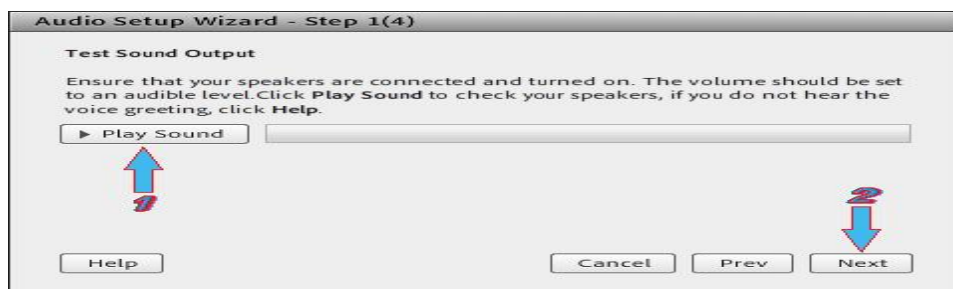 Audio Setup Wizard - Step 1(4)
Test Sound Output
Ensure that your speakers are connected and turned on. The volume should be set
to an audible level.Click Play Sound to check your speakers, if you do not hear the
voice greeting, click Help.
Play Sound
1
2
Help Cancel Prev Next